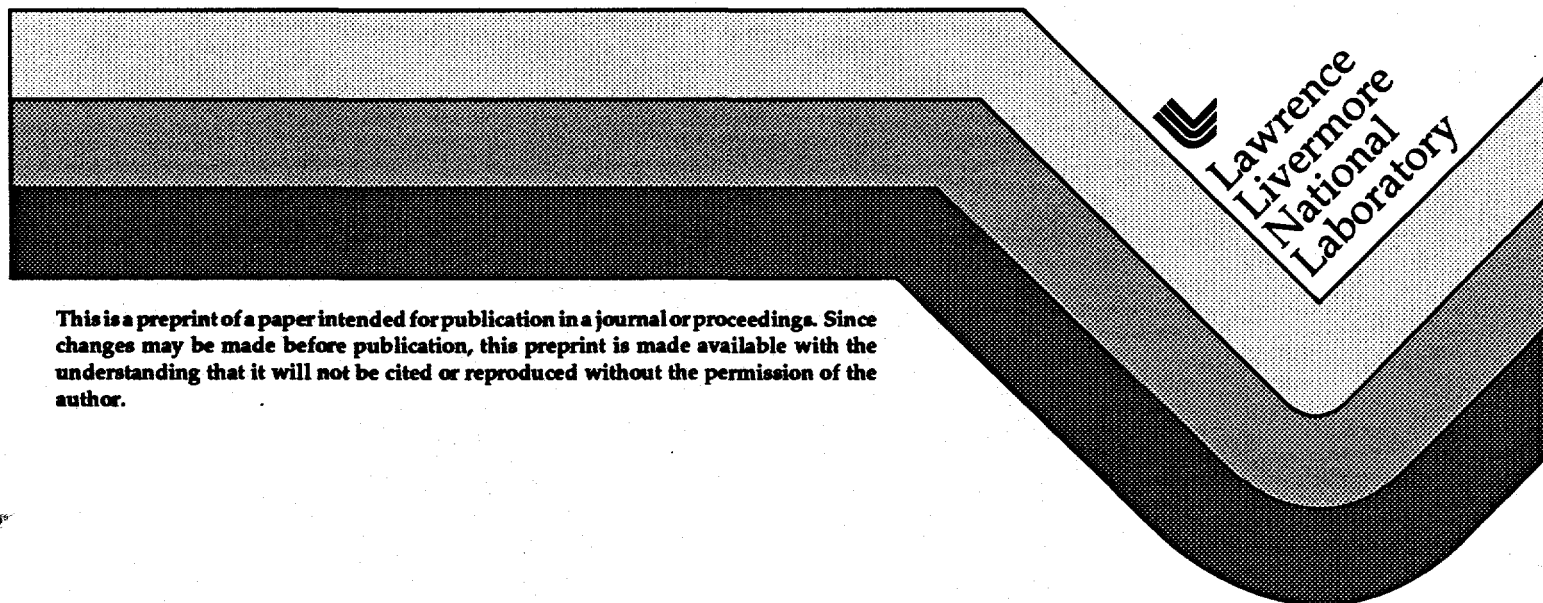 Lawrence
Livermore
National
Laboratory
This is a preprint of a paper intended for publication in a journal or proceedings. Since
changes may be made before publication, this preprint is made available with the
understanding that it will not be cited or reproduced without the permission of the
author.